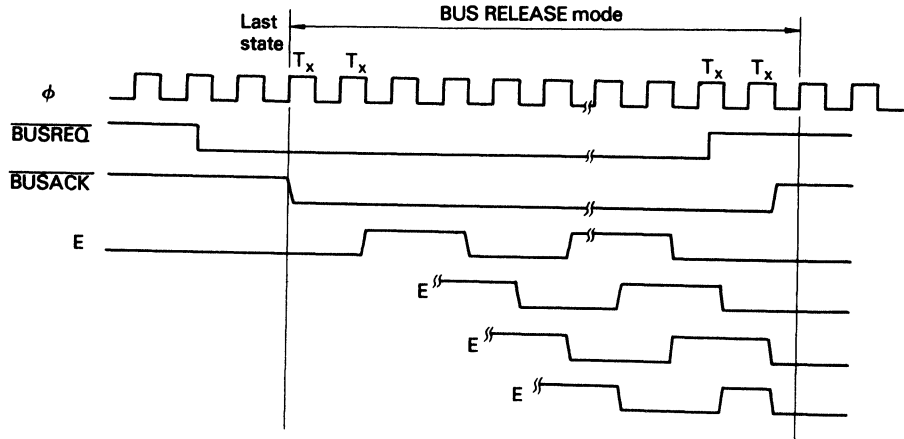 BUS RELEASE mode
Last
state
Tx Tx Tx Tx
φ
BUSREQ
BUSACK
E
E
E
E